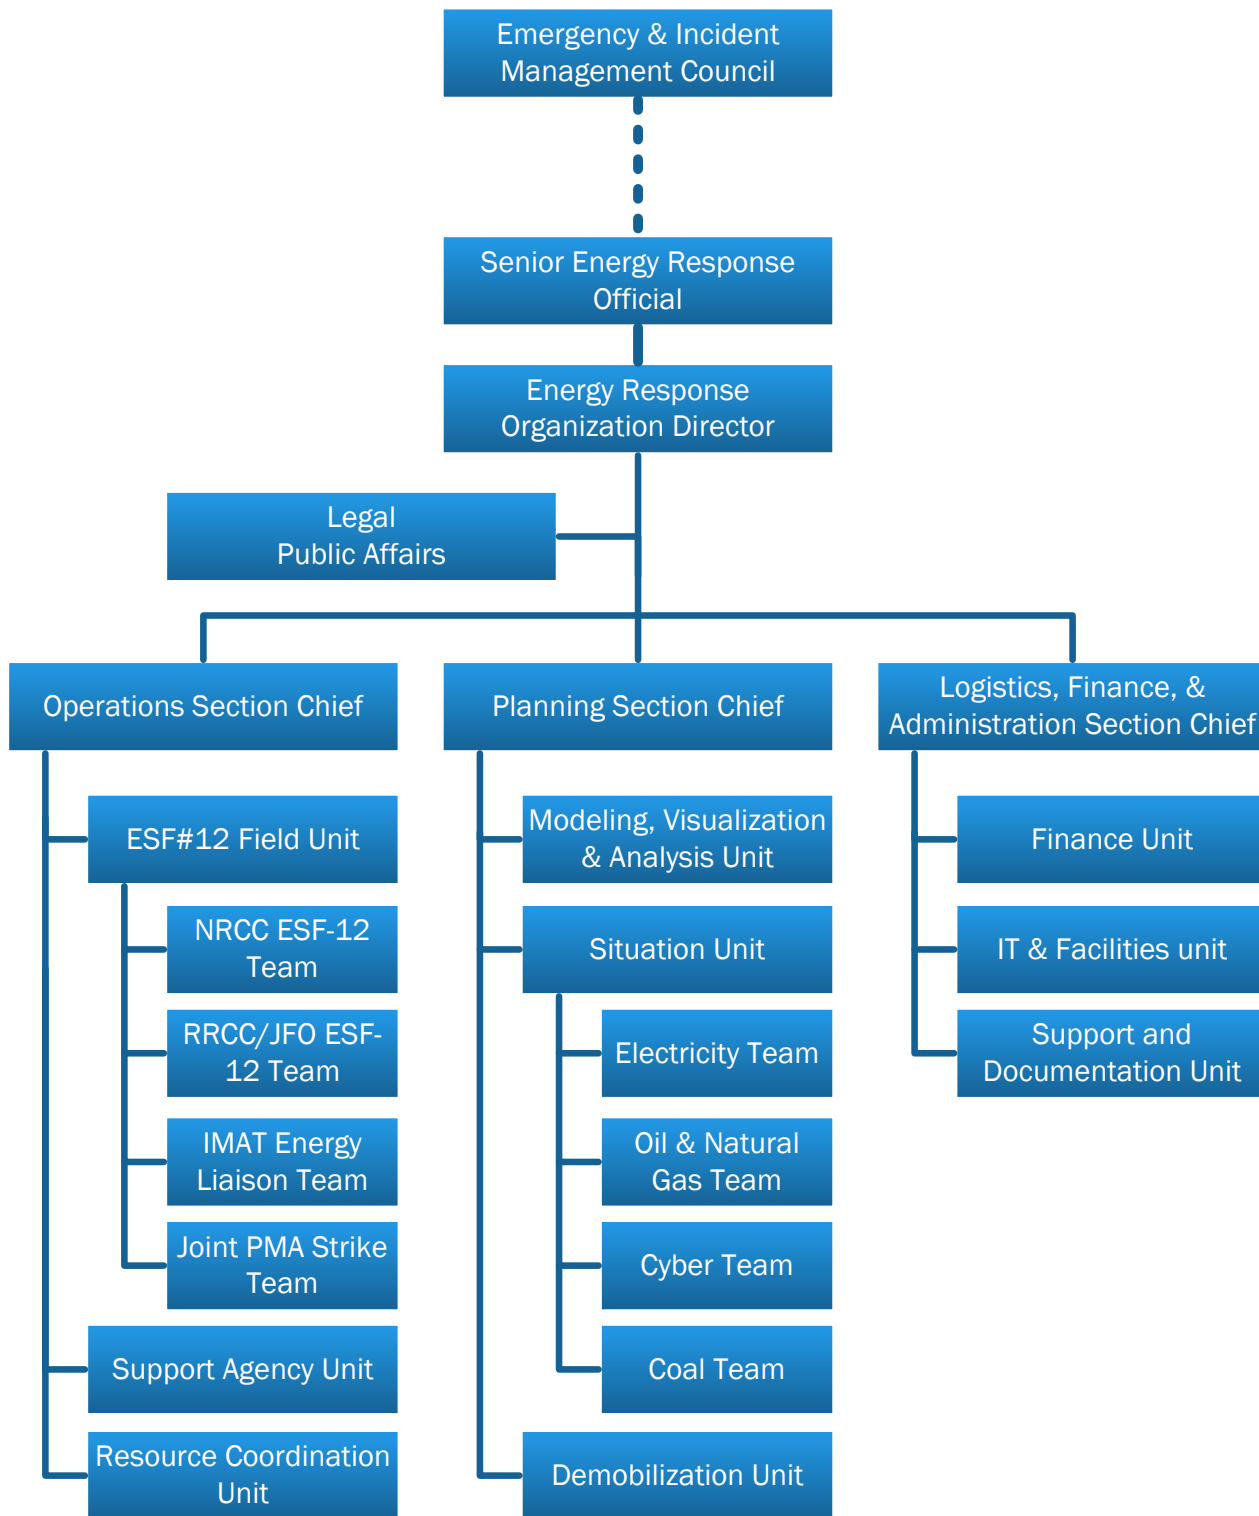 Emergency & Incident
Management Council
Senior Energy Response
Official
Energy Response
Organization Director
Legal
Public Affairs
Operations Section Chief
Planning Section Chief
Logistics, Finance, &
Administration Section Chief
ESF#12 Field Unit
NRCC ESF-12
Team
RRCC/JFO ESF-
12 Team
IMAT Energy
Liaison Team
Joint PMA Strike
Team
Support Agency Unit
Resource Coordination
Unit
Modeling, Visualization
& Analysis Unit
Situation Unit
Electricity Team
Oil & Natural
Gas Team
Cyber Team
Coal Team
Demobilization Unit
Finance Unit
IT & Facilities unit
Support and
Documentation Unit